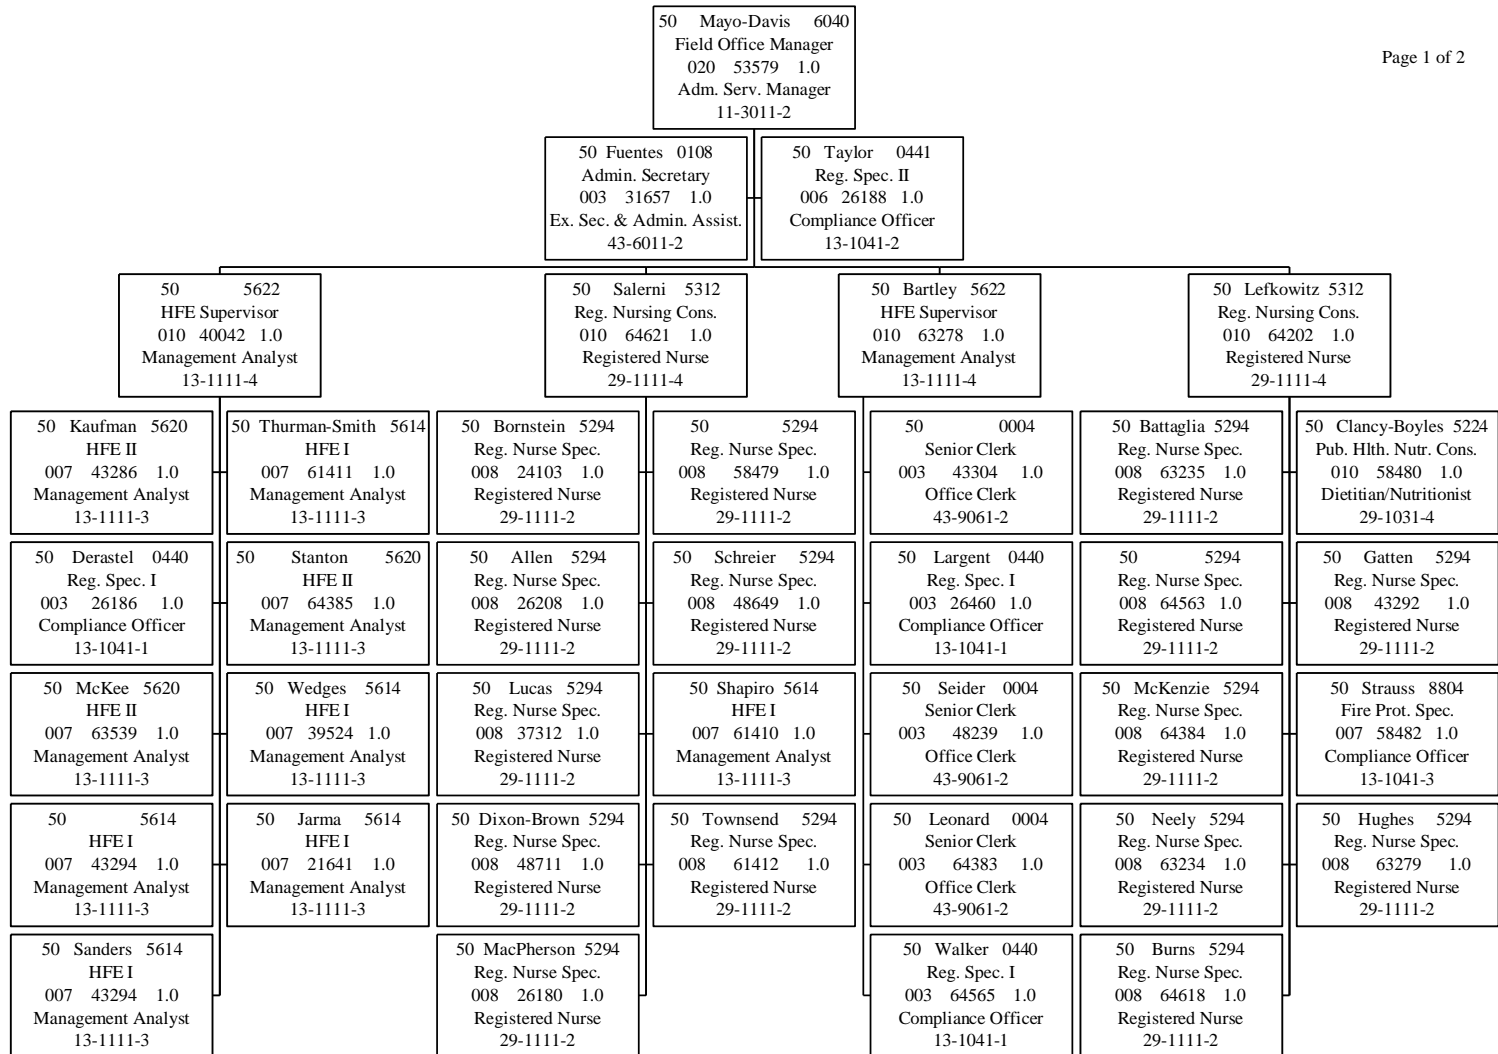 Page 1 of 2
50 Mayo-Davis 6040
Field Office Manager
020 53579 1.0
Adm. Serv. Manager
11-3011-2
50 Fuentes 0108
Admin. Secretary
003 31657 1.0
Ex. Sec. & Admin. Assist.
43-6011-2
50 Taylor 0441
Reg. Spec. II
006 26188 1.0
Compliance Officer
13-1041-2
50 5622
HFE Supervisor
010 40042 1.0
Management Analyst
13-1111-4
50 Salerni 5312
Reg. Nursing Cons.
010 64621 1.0
Registered Nurse
29-1111-4
50 Bartley 5622
HFE Supervisor
010 63278 1.0
Management Analyst
13-1111-4
50 Lefkowitz 5312
Reg. Nursing Cons.
010 64202 1.0
Registered Nurse
29-1111-4
50 Kaufman 5620
HFE II
007 43286 1.0
Management Analyst
13-1111-3
50 Thurman-Smith 5614
HFE I
007 61411 1.0
Management Analyst
13-1111-3
50 Bornstein 5294
Reg. Nurse Spec.
008 24103 1.0
Registered Nurse
29-1111-2
50 5294
Reg. Nurse Spec.
008 58479 1.0
Registered Nurse
29-1111-2
50 0004
Senior Clerk
003 43304 1.0
Office Clerk
43-9061-2
50 Battaglia 5294
Reg. Nurse Spec.
008 63235 1.0
Registered Nurse
29-1111-2
50 Clancy-Boyles 5224
Pub. Hlth. Nutr. Cons.
010 58480 1.0
Dietitian/Nutritionist
29-1031-4
50 Derastel 0440
Reg. Spec. I
003 26186 1.0
Compliance Officer
13-1041-1
50 Stanton 5620
HFE II
007 64385 1.0
Management Analyst
13-1111-3
50 Allen 5294
Reg. Nurse Spec.
008 26208 1.0
Registered Nurse
29-1111-2
50 Schreier 5294
Reg. Nurse Spec.
008 48649 1.0
Registered Nurse
29-1111-2
50 Largent 0440
Reg. Spec. I
003 26460 1.0
Compliance Officer
13-1041-1
50 5294
Reg. Nurse Spec.
008 64563 1.0
Registered Nurse
29-1111-2
50 Gatten 5294
Reg. Nurse Spec.
008 43292 1.0
Registered Nurse
29-1111-2
50 McKee 5620
HFE II
007 63539 1.0
Management Analyst
13-1111-3
50 Wedges 5614
HFE I
007 39524 1.0
Management Analyst
13-1111-3
50 Lucas 5294
Reg. Nurse Spec.
008 37312 1.0
Registered Nurse
29-1111-2
50 Shapiro 5614
HFE I
007 61410 1.0
Management Analyst
13-1111-3
50 Seider 0004
Senior Clerk
003 48239 1.0
Office Clerk
43-9061-2
50 McKenzie 5294
Reg. Nurse Spec.
008 64384 1.0
Registered Nurse
29-1111-2
50 Strauss 8804
Fire Prot. Spec.
007 58482 1.0
Compliance Officer
13-1041-3
50 5614
HFE I
007 43294 1.0
Management Analyst
13-1111-3
50 Jarma 5614
HFE I
007 21641 1.0
Management Analyst
13-1111-3
50 Dixon-Brown 5294
Reg. Nurse Spec.
008 48711 1.0
Registered Nurse
29-1111-2
50 Townsend 5294
Reg. Nurse Spec.
008 61412 1.0
Registered Nurse
29-1111-2
50 Leonard 0004
Senior Clerk
003 64383 1.0
Office Clerk
43-9061-2
50 Neely 5294
Reg. Nurse Spec.
008 63234 1.0
Registered Nurse
29-1111-2
50 Hughes 5294
Reg. Nurse Spec.
008 63279 1.0
Registered Nurse
29-1111-2
50 Sanders 5614
HFE I
007 43294 1.0
Management Analyst
13-1111-3
50 MacPherson 5294
Reg. Nurse Spec.
008 26180 1.0
Registered Nurse
29-1111-2
50 Walker 0440
Reg. Spec. I
003 64565 1.0
Compliance Officer
13-1041-1
50 Burns 5294
Reg. Nurse Spec.
008 64618 1.0
Registered Nurse
29-1111-2